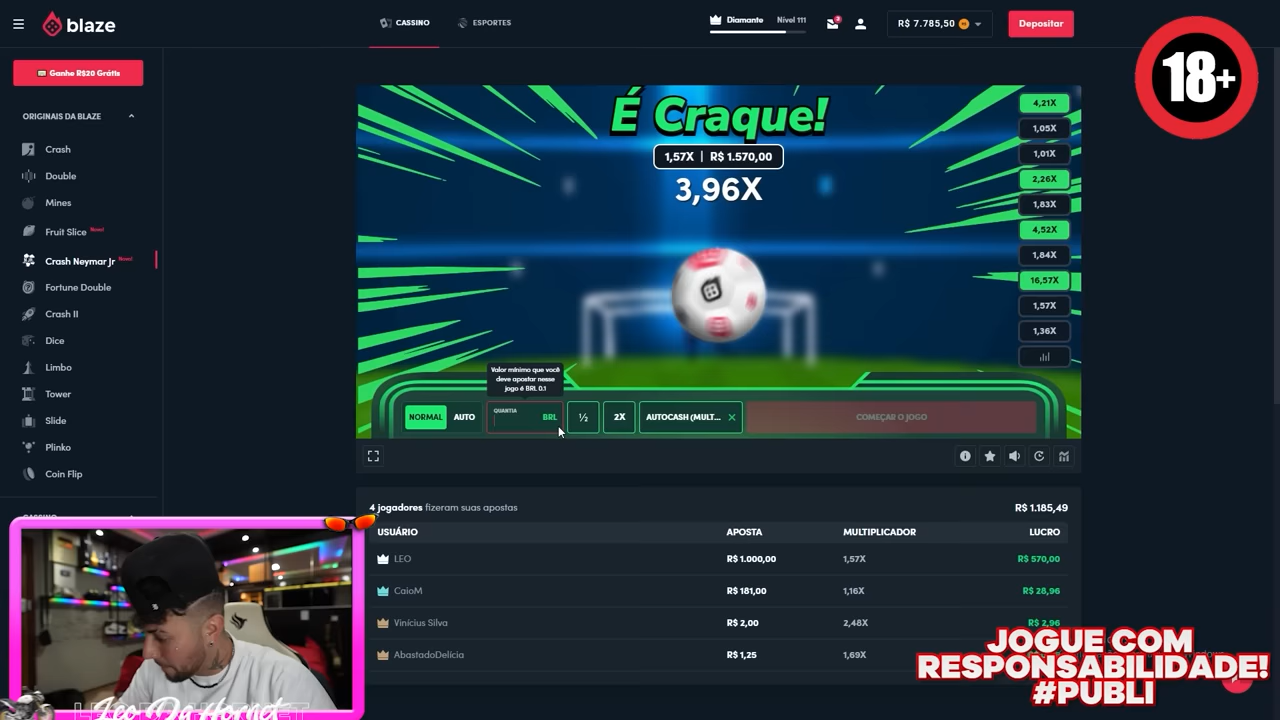 blaze
CASSINO
ESPORTES
Diamante Nível 111
R$ 7.785,50
Depositar
18+
Ganhe R$20 Grátis
ORIGINAIS DA BLAZE
Crash
Double
Mines
Fruit Slice Novo!
Crash Neymar Jr Novo!
Fortune Double
Crash II
Dice
Limbo
Tower
Slide
Plinko
Coin Flip
É Craque!
1,57X | R$ 1.570,00
3,96X
4,21X
1,05X
1,01X
2,26X
1,83X
4,52X
1,84X
16,57X
1,57X
1,36X
Valor mínimo que você
deve apostar nesse
jogo é BRL 0.1
NORMAL
AUTO
QUANTIA
BRL
½
2X
AUTOCASH (MULT...
COMEÇAR O JOGO
4 jogadores fizeram suas apostas
R$ 1.185,49
USUÁRIO APOSTA MULTIPLICADOR LUCRO
LEO R$ 1.000,00 1,57X R$ 570,00
CaioM R$ 181,00 1,16X R$ 28,96
Vinícius Silva R$ 2,00 2,48X R$ 2,96
AbastadoDelícia R$ 1,25 1,69X
JOGUE COM
RESPONSABILIDADE!
#PUBLI
Leo Da Hornet